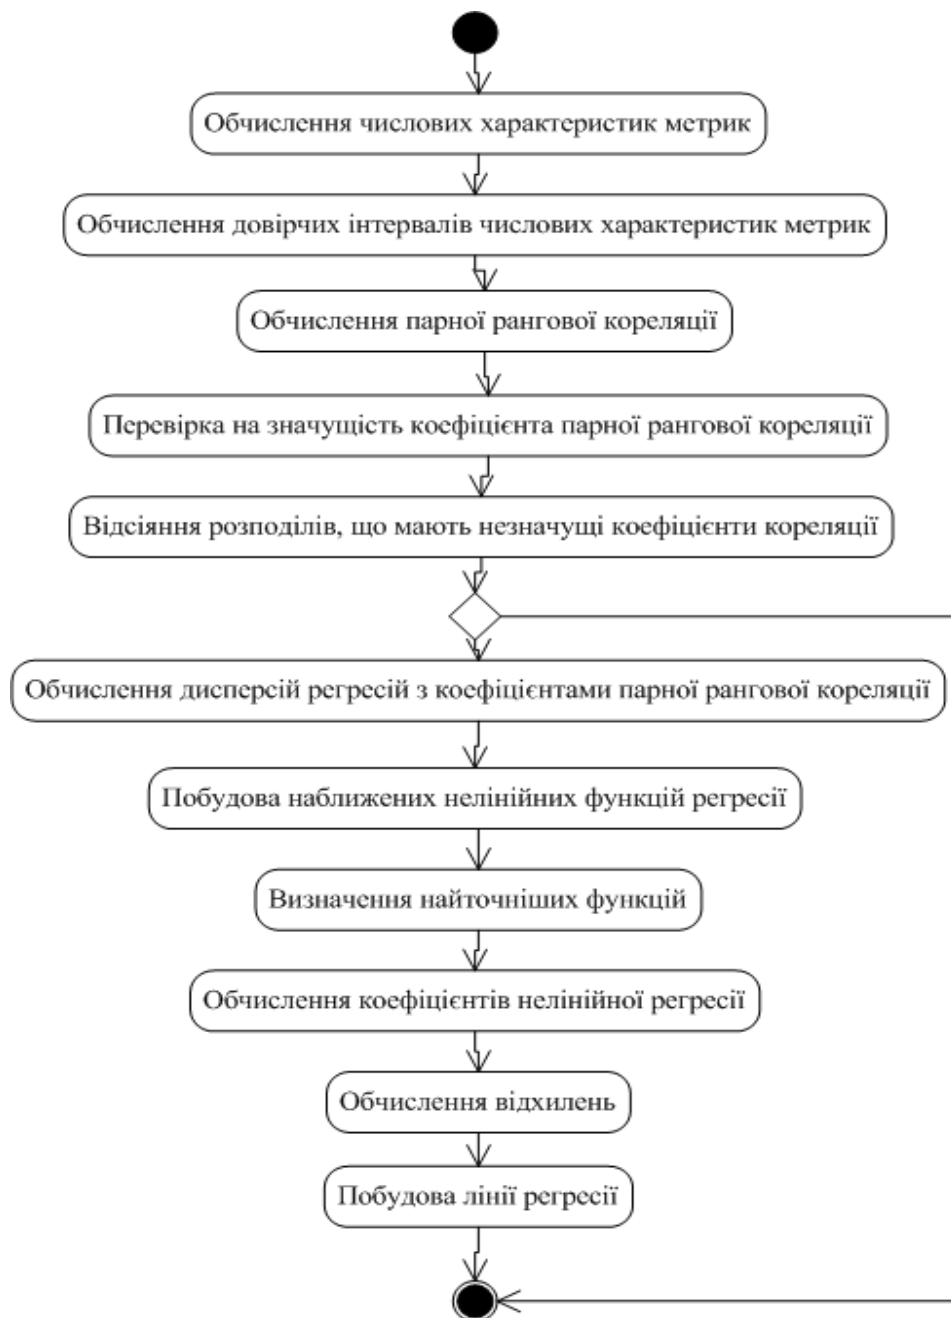 Обчислення числових характеристик метрик
Обчислення довірчих інтервалів числових характеристик метрик
Обчислення парної рангової кореляції
Перевірка на значущість коефіцієнта парної рангової кореляції
Відсіяння розподілів, що мають незначущі коефіцієнти кореляції
Обчислення дисперсій регресій з коефіцієнтами парної рангової кореляції
Побудова наближених нелінійних функцій регресії
Визначення найточніших функцій
Обчислення коефіцієнтів нелінійної регресії
Обчислення відхилень
Побудова лінії регресії